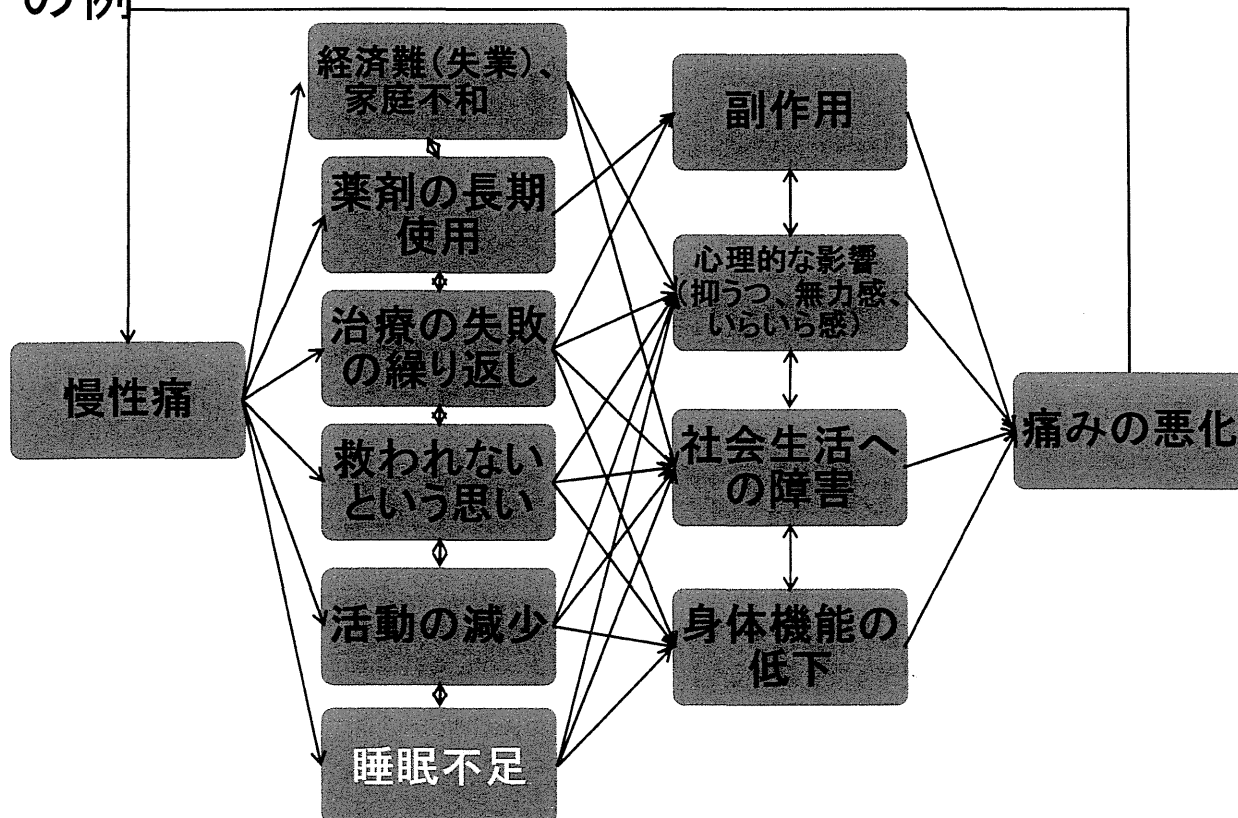 の例
経済難(失業)、
家庭不和
薬剤の長期
使用
治療の失敗
の繰り返し
救われない
という思い
活動の減少
睡眠不足
慢性痛
副作用
心理的な影響
(抑うつ、無力感、
いらいら感)
社会生活へ
の障害
身体機能の
低下
痛みの悪化